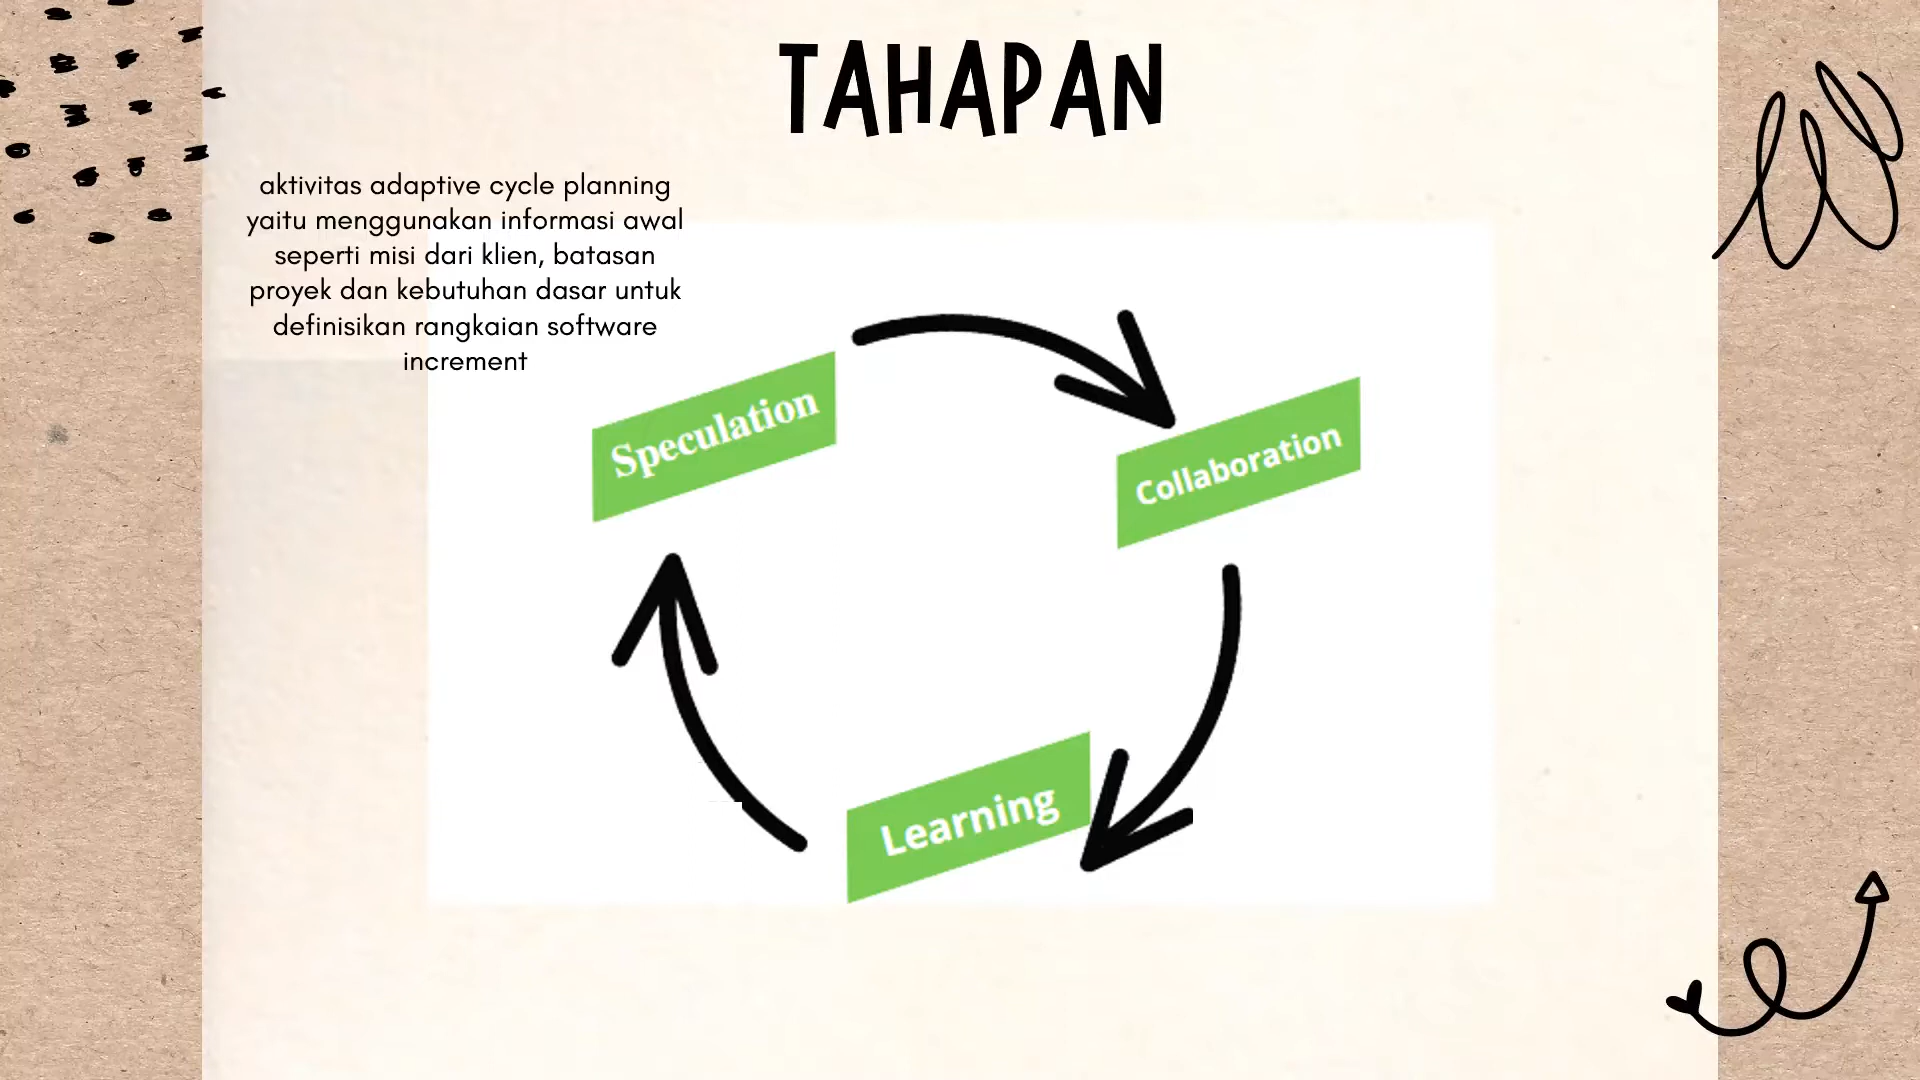 TAHAPAN
aktivitas adaptive cycle planning
yaitu menggunakan informasi awal
seperti misi dari klien, batasan
proyek dan kebutuhan dasar untuk
definisikan rangkaian software
increment
Speculation
Collaboration
Learning